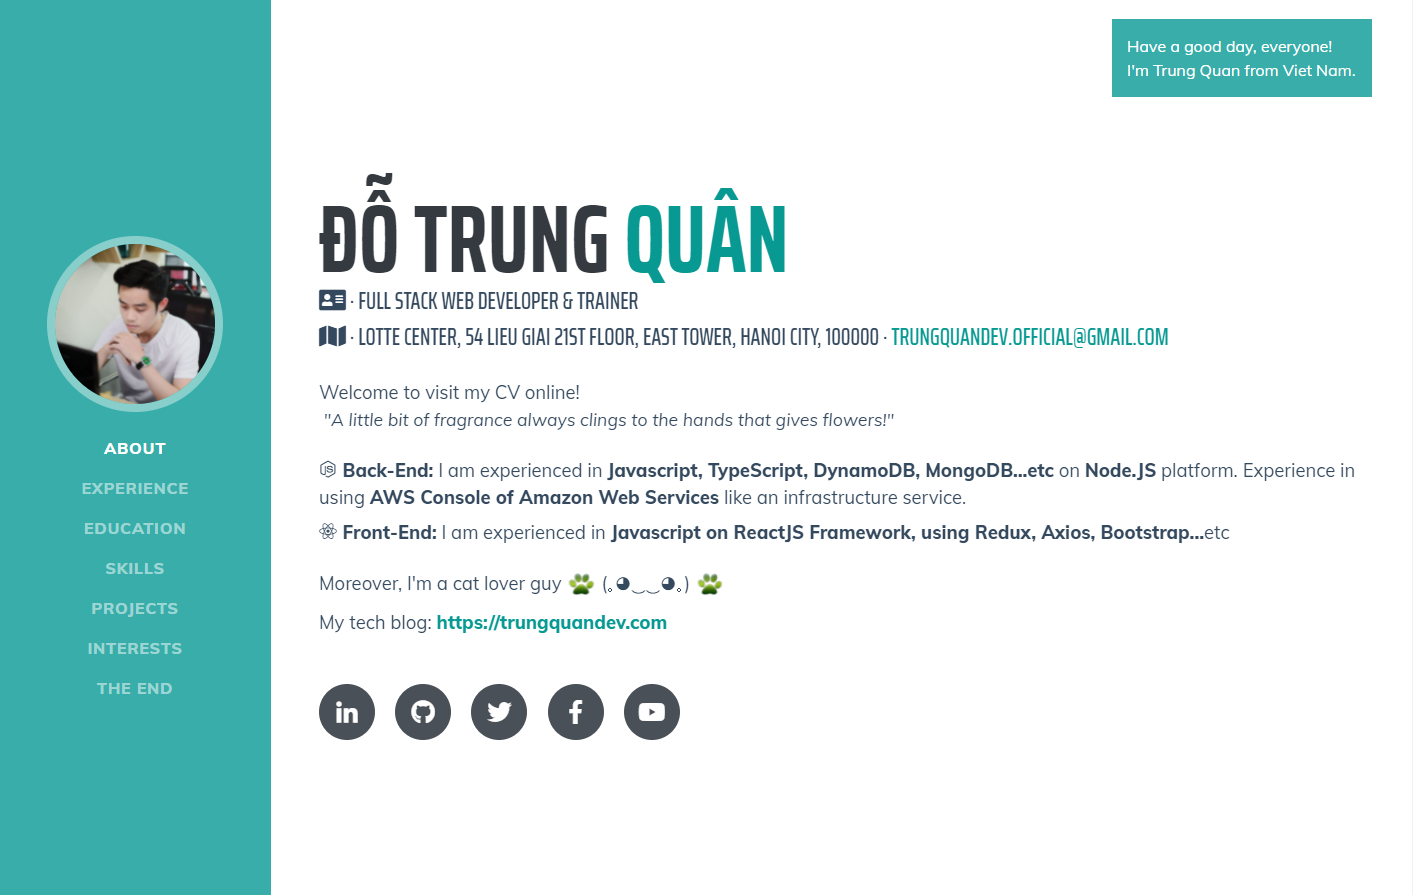 Have a good day, everyone!
I'm Trung Quan from Viet Nam.
ABOUT
EXPERIENCE
EDUCATION
SKILLS
PROJECTS
INTERESTS
THE END
ĐỖ TRUNG QUÂN
· FULL STACK WEB DEVELOPER & TRAINER
· LOTTE CENTER, 54 LIEU GIAI 21ST FLOOR, EAST TOWER, HANOI CITY, 100000 · TRUNGQUANDEV.OFFICIAL@GMAIL.COM
Welcome to visit my CV online!
"A little bit of fragrance always clings to the hands that gives flowers!"
Back-End: I am experienced in Javascript, TypeScript, DynamoDB, MongoDB...etc on Node.JS platform. Experience in
using AWS Console of Amazon Web Services like an infrastructure service.
Front-End: I am experienced in Javascript on ReactJS Framework, using Redux, Axios, Bootstrap...etc
Moreover, I'm a cat lover guy 🐾 (｡◕‿‿◕｡) 🐾
My tech blog: https://trungquandev.com